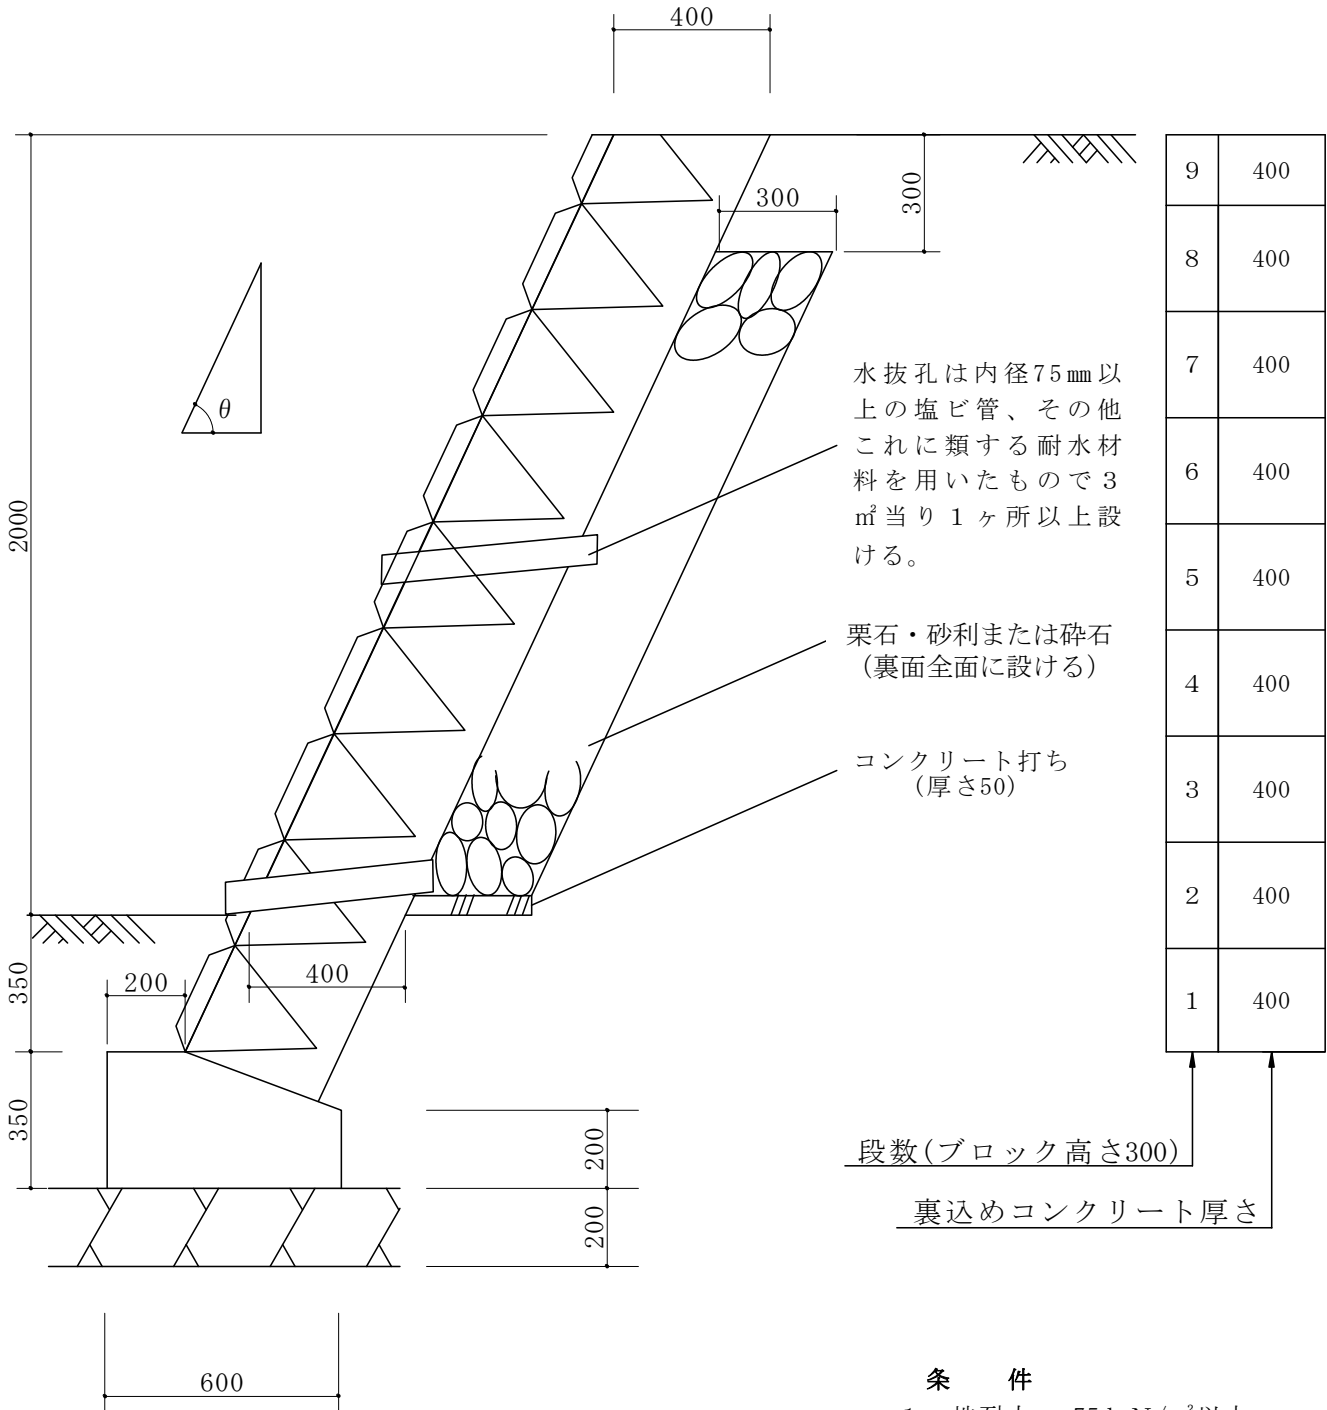 400
2000
300
300
θ
水抜孔は内径75㎜以
上の塩ビ管、その他
これに類する耐水材
料を用いたもので３
㎡当り１ヶ所以上設
ける。
栗石・砂利または砕石
（裏面全面に設ける）
コンクリート打ち
（厚さ50）
9 400
8 400
7 400
6 400
5 400
4 400
3 400
2 400
1 400
350
200
400
350
200
200
段数(ブロック高さ300)
裏込めコンクリート厚さ
600
条　件